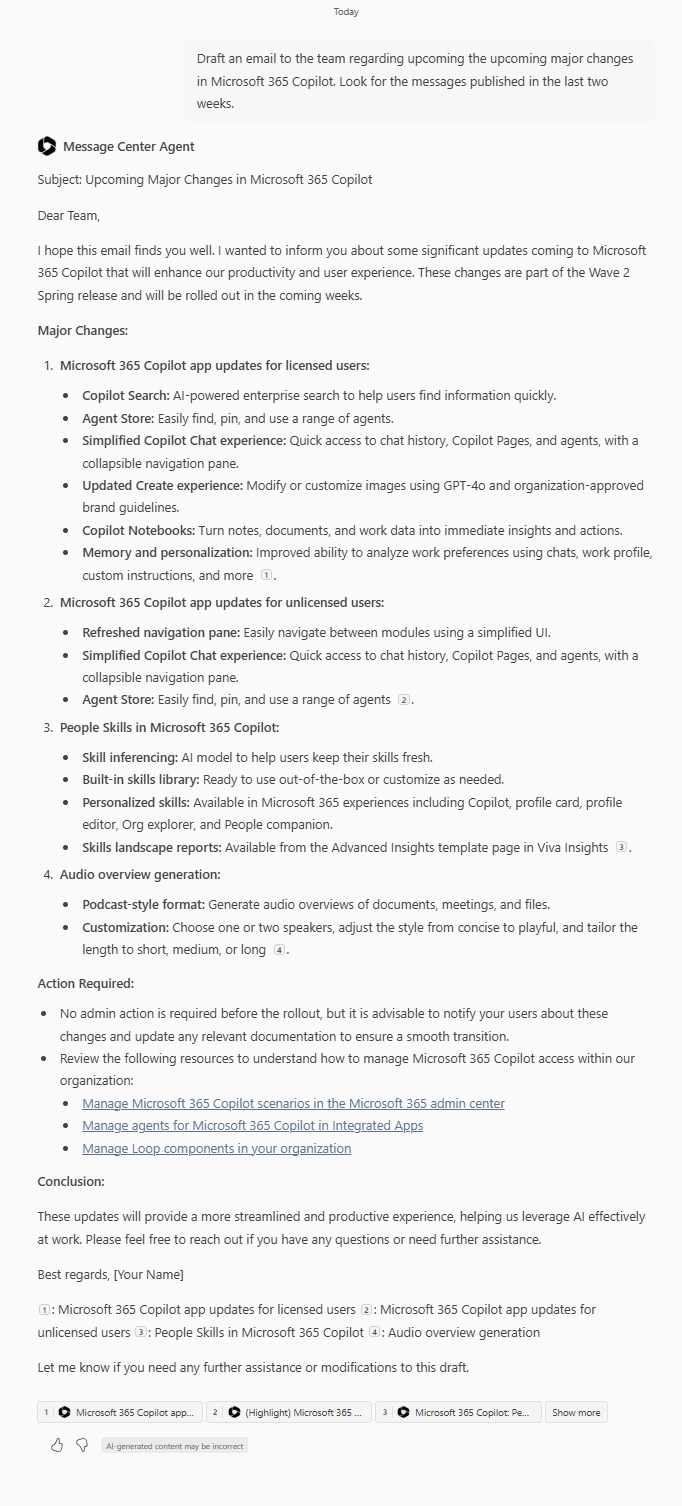 Today
Draft an email to the team regarding upcoming the upcoming major changes
in Microsoft 365 Copilot. Look for the messages published in the last two
weeks.
Message Center Agent
Subject: Upcoming Major Changes in Microsoft 365 Copilot
Dear Team,
I hope this email finds you well. I wanted to inform you about some significant updates coming to Microsoft
365 Copilot that will enhance our productivity and user experience. These changes are part of the Wave 2
Spring release and will be rolled out in the coming weeks.
Major Changes:
1. Microsoft 365 Copilot app updates for licensed users:
• Copilot Search: AI-powered enterprise search to help users find information quickly.
• Agent Store: Easily find, pin, and use a range of agents.
• Simplified Copilot Chat experience: Quick access to chat history, Copilot Pages, and agents, with a
collapsible navigation pane.
• Updated Create experience: Modify or customize images using GPT-4o and organization-approved
brand guidelines.
• Copilot Notebooks: Turn notes, documents, and work data into immediate insights and actions.
• Memory and personalization: Improved ability to analyze work preferences using chats, work profile,
custom instructions, and more 1.
2. Microsoft 365 Copilot app updates for unlicensed users:
• Refreshed navigation pane: Easily navigate between modules using a simplified UI.
• Simplified Copilot Chat experience: Quick access to chat history, Copilot Pages, and agents, with a
collapsible navigation pane.
• Agent Store: Easily find, pin, and use a range of agents 2.
3. People Skills in Microsoft 365 Copilot:
• Skill inferencing: AI model to help users keep their skills fresh.
• Built-in skills library: Ready to use out-of-the-box or customize as needed.
• Personalized skills: Available in Microsoft 365 experiences including Copilot, profile card, profile
editor, Org explorer, and People companion.
• Skills landscape reports: Available from the Advanced Insights template page in Viva Insights 3.
4. Audio overview generation:
• Podcast-style format: Generate audio overviews of documents, meetings, and files.
• Customization: Choose one or two speakers, adjust the style from concise to playful, and tailor the
length to short, medium, or long 4.
Action Required:
• No admin action is required before the rollout, but it is advisable to notify your users about these
changes and update any relevant documentation to ensure a smooth transition.
• Review the following resources to understand how to manage Microsoft 365 Copilot access within our
organization:
• Manage Microsoft 365 Copilot scenarios in the Microsoft 365 admin center
• Manage agents for Microsoft 365 Copilot in Integrated Apps
• Manage Loop components in your organization
Conclusion:
These updates will provide a more streamlined and productive experience, helping us leverage AI effectively
at work. Please feel free to reach out if you have any questions or need further assistance.
Best regards, [Your Name]
1: Microsoft 365 Copilot app updates for licensed users 2: Microsoft 365 Copilot app updates for
unlicensed users 3: People Skills in Microsoft 365 Copilot 4: Audio overview generation
Let me know if you need any further assistance or modifications to this draft.
1 Microsoft 365 Copilot app... 2 (Highlight) Microsoft 365 ... 3 Microsoft 365 Copilot: Pe... Show more
AI-generated content may be incorrect